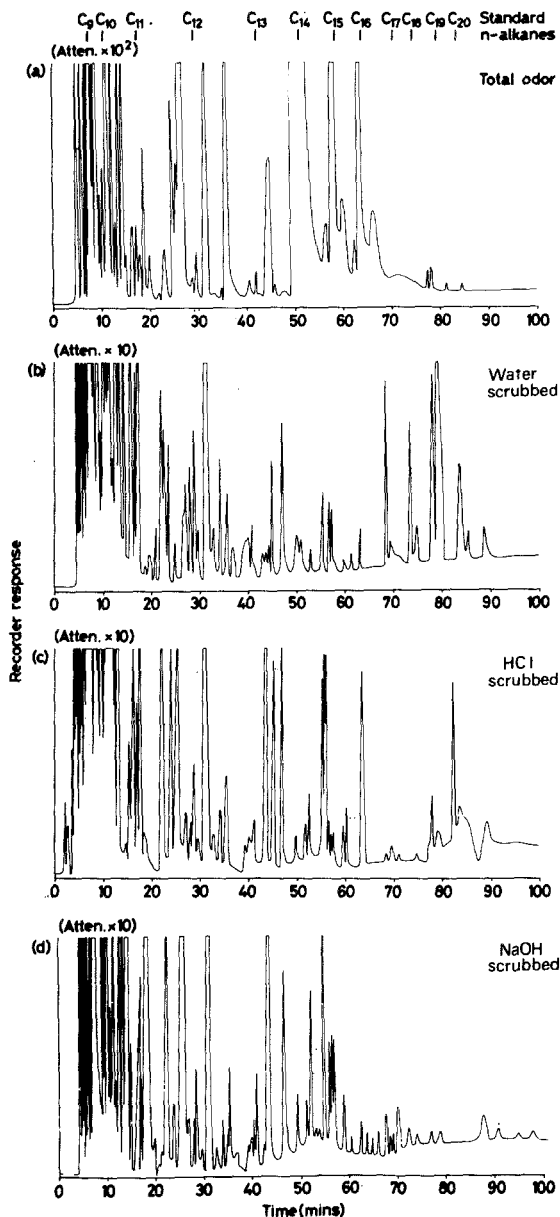 C9 C10 C11 C12 C13 C14 C15 C16 C17 C18 C19 C20 Standard
n-alkanes
(Atten. ×10²)
(a)
Total odor
0 10 20 30 40 50 60 70 80 90 100
(Atten. × 10)
(b)
Water
scrubbed
0 10 20 30 40 50 60 70 80 90 100
Recorder response
(Atten. × 10)
(c)
HCl
scrubbed
0 10 20 30 40 50 60 70 80 90 100
(Atten. ×10)
(d)
NaOH
scrubbed
0 10 20 30 40 50 60 70 80 90 100
Time (mins)